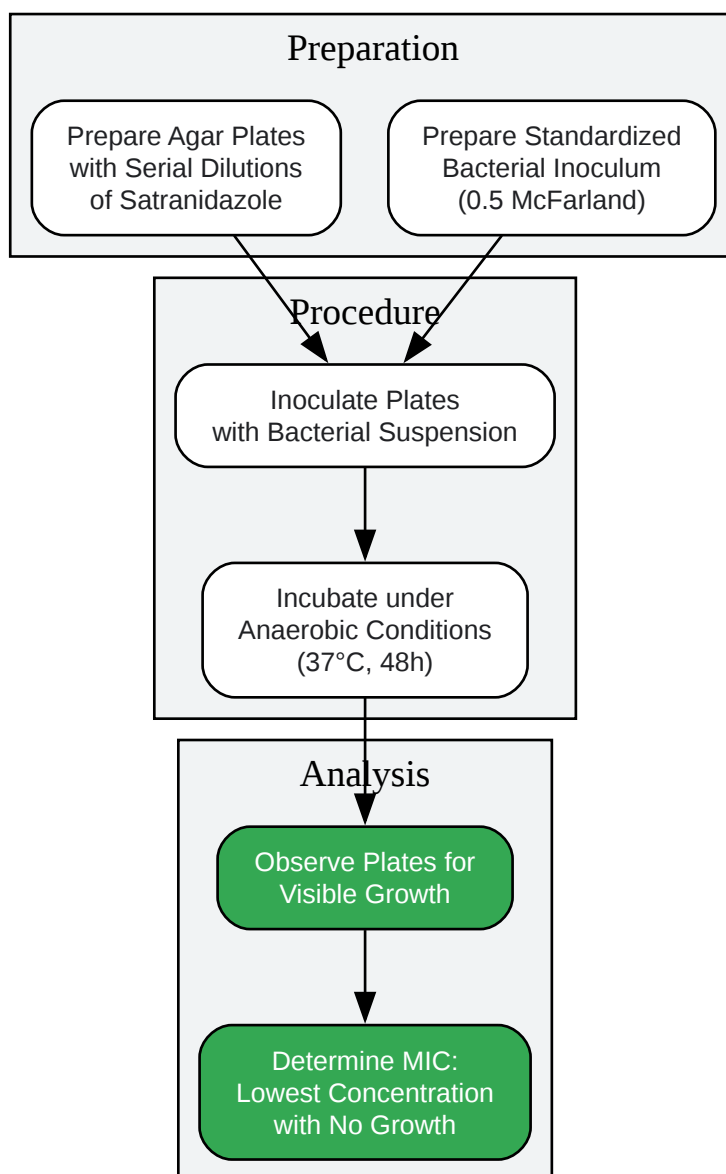 Preparation
Prepare Agar Plates
with Serial Dilutions
of Satranidazole
Prepare Standardized
Bacterial Inoculum
(0.5 McFarland)
Procedure
Inoculate Plates
with Bacterial Suspension
Incubate under
Anaerobic Conditions
(37°C, 48h)
Analysis
Observe Plates for
Visible Growth
Determine MIC:
Lowest Concentration
with No Growth